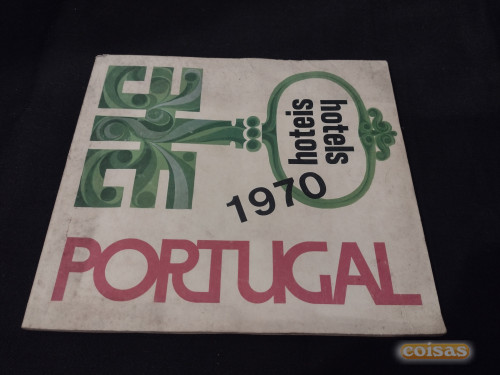 hoteis
hotels
1970
PORTUGAL
coisas